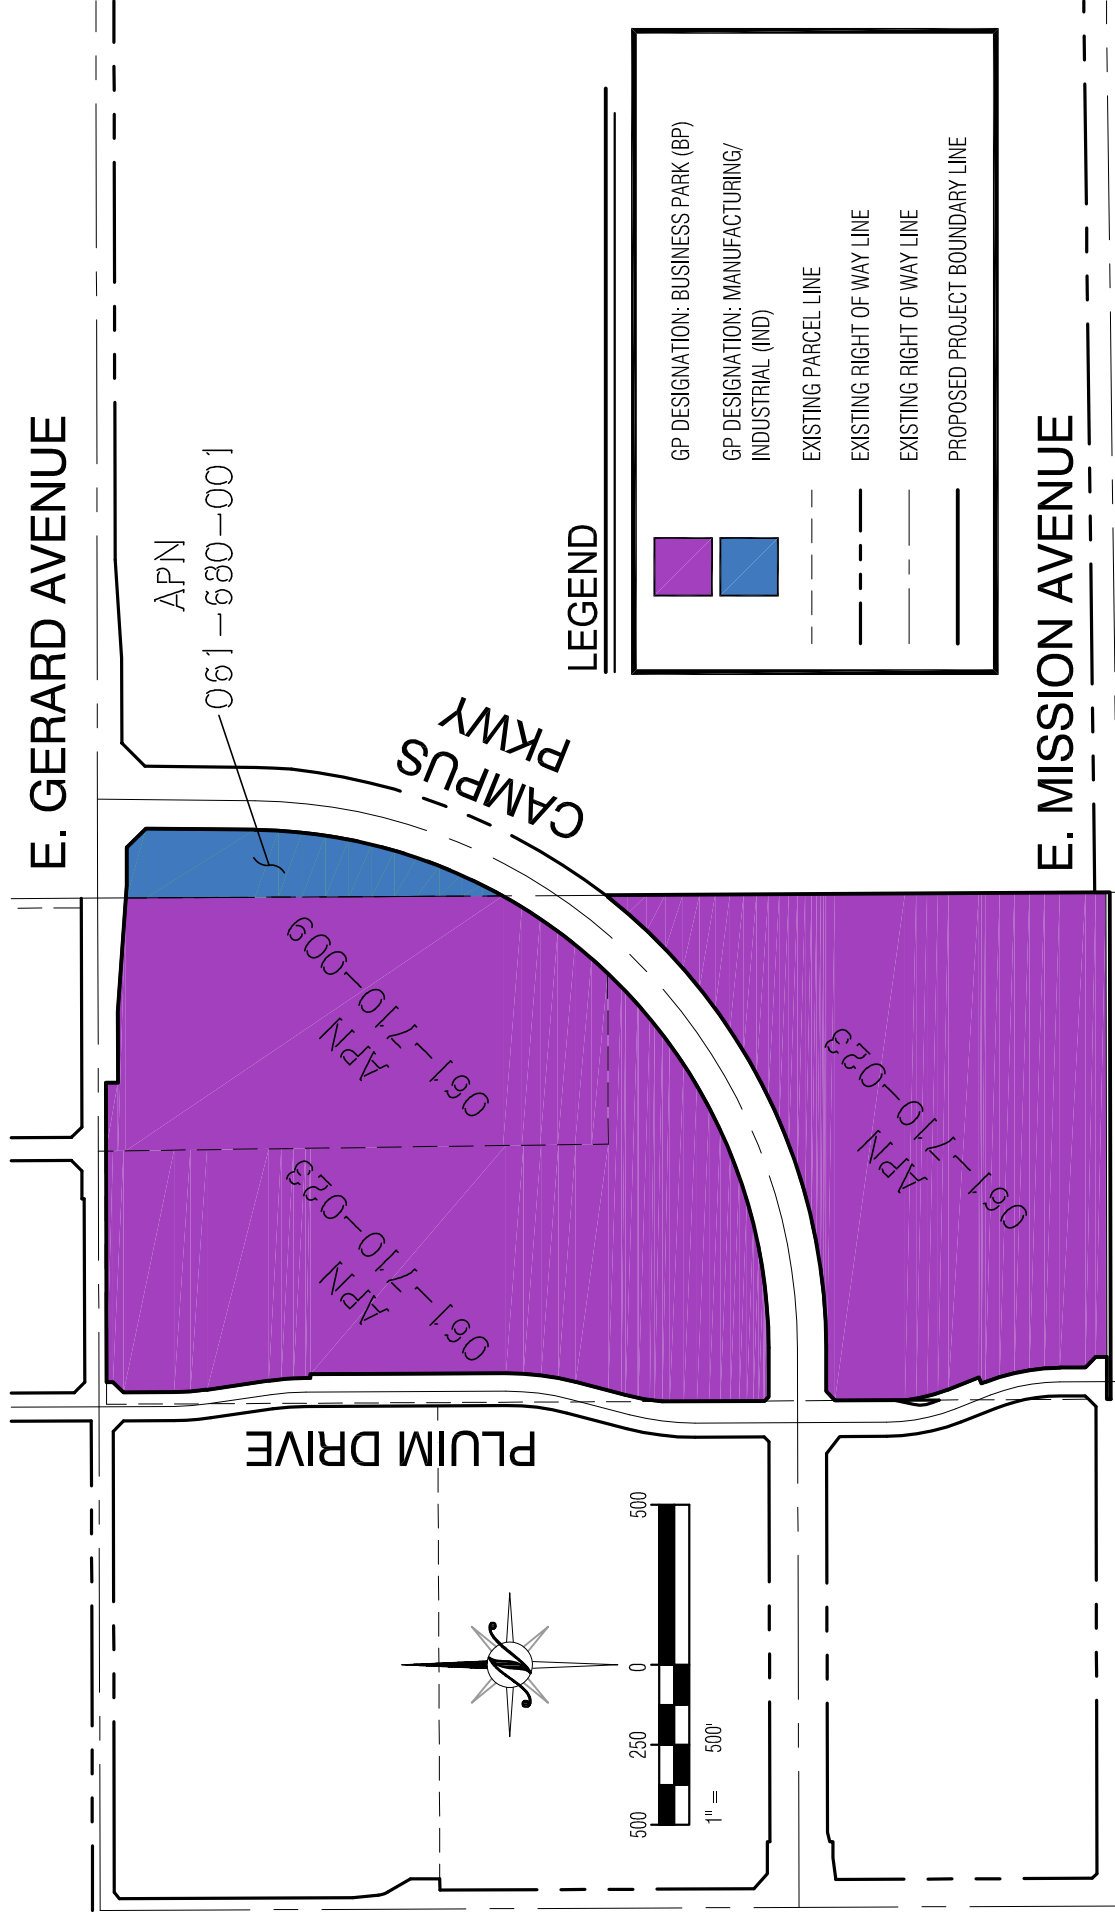 E. GERARD AVENUE
APN
061-680-001
CAMPUS
PKWY
APN
061-710-009
APN
061-710-023
APN
061-710-023
PLUIM DRIVE
E. MISSION AVENUE
LEGEND
GP DESIGNATION: BUSINESS PARK (BP)
GP DESIGNATION: MANUFACTURING/
INDUSTRIAL (IND)
EXISTING PARCEL LINE
EXISTING RIGHT OF WAY LINE
EXISTING RIGHT OF WAY LINE
PROPOSED PROJECT BOUNDARY LINE
500 250 0 500
1" = 500'